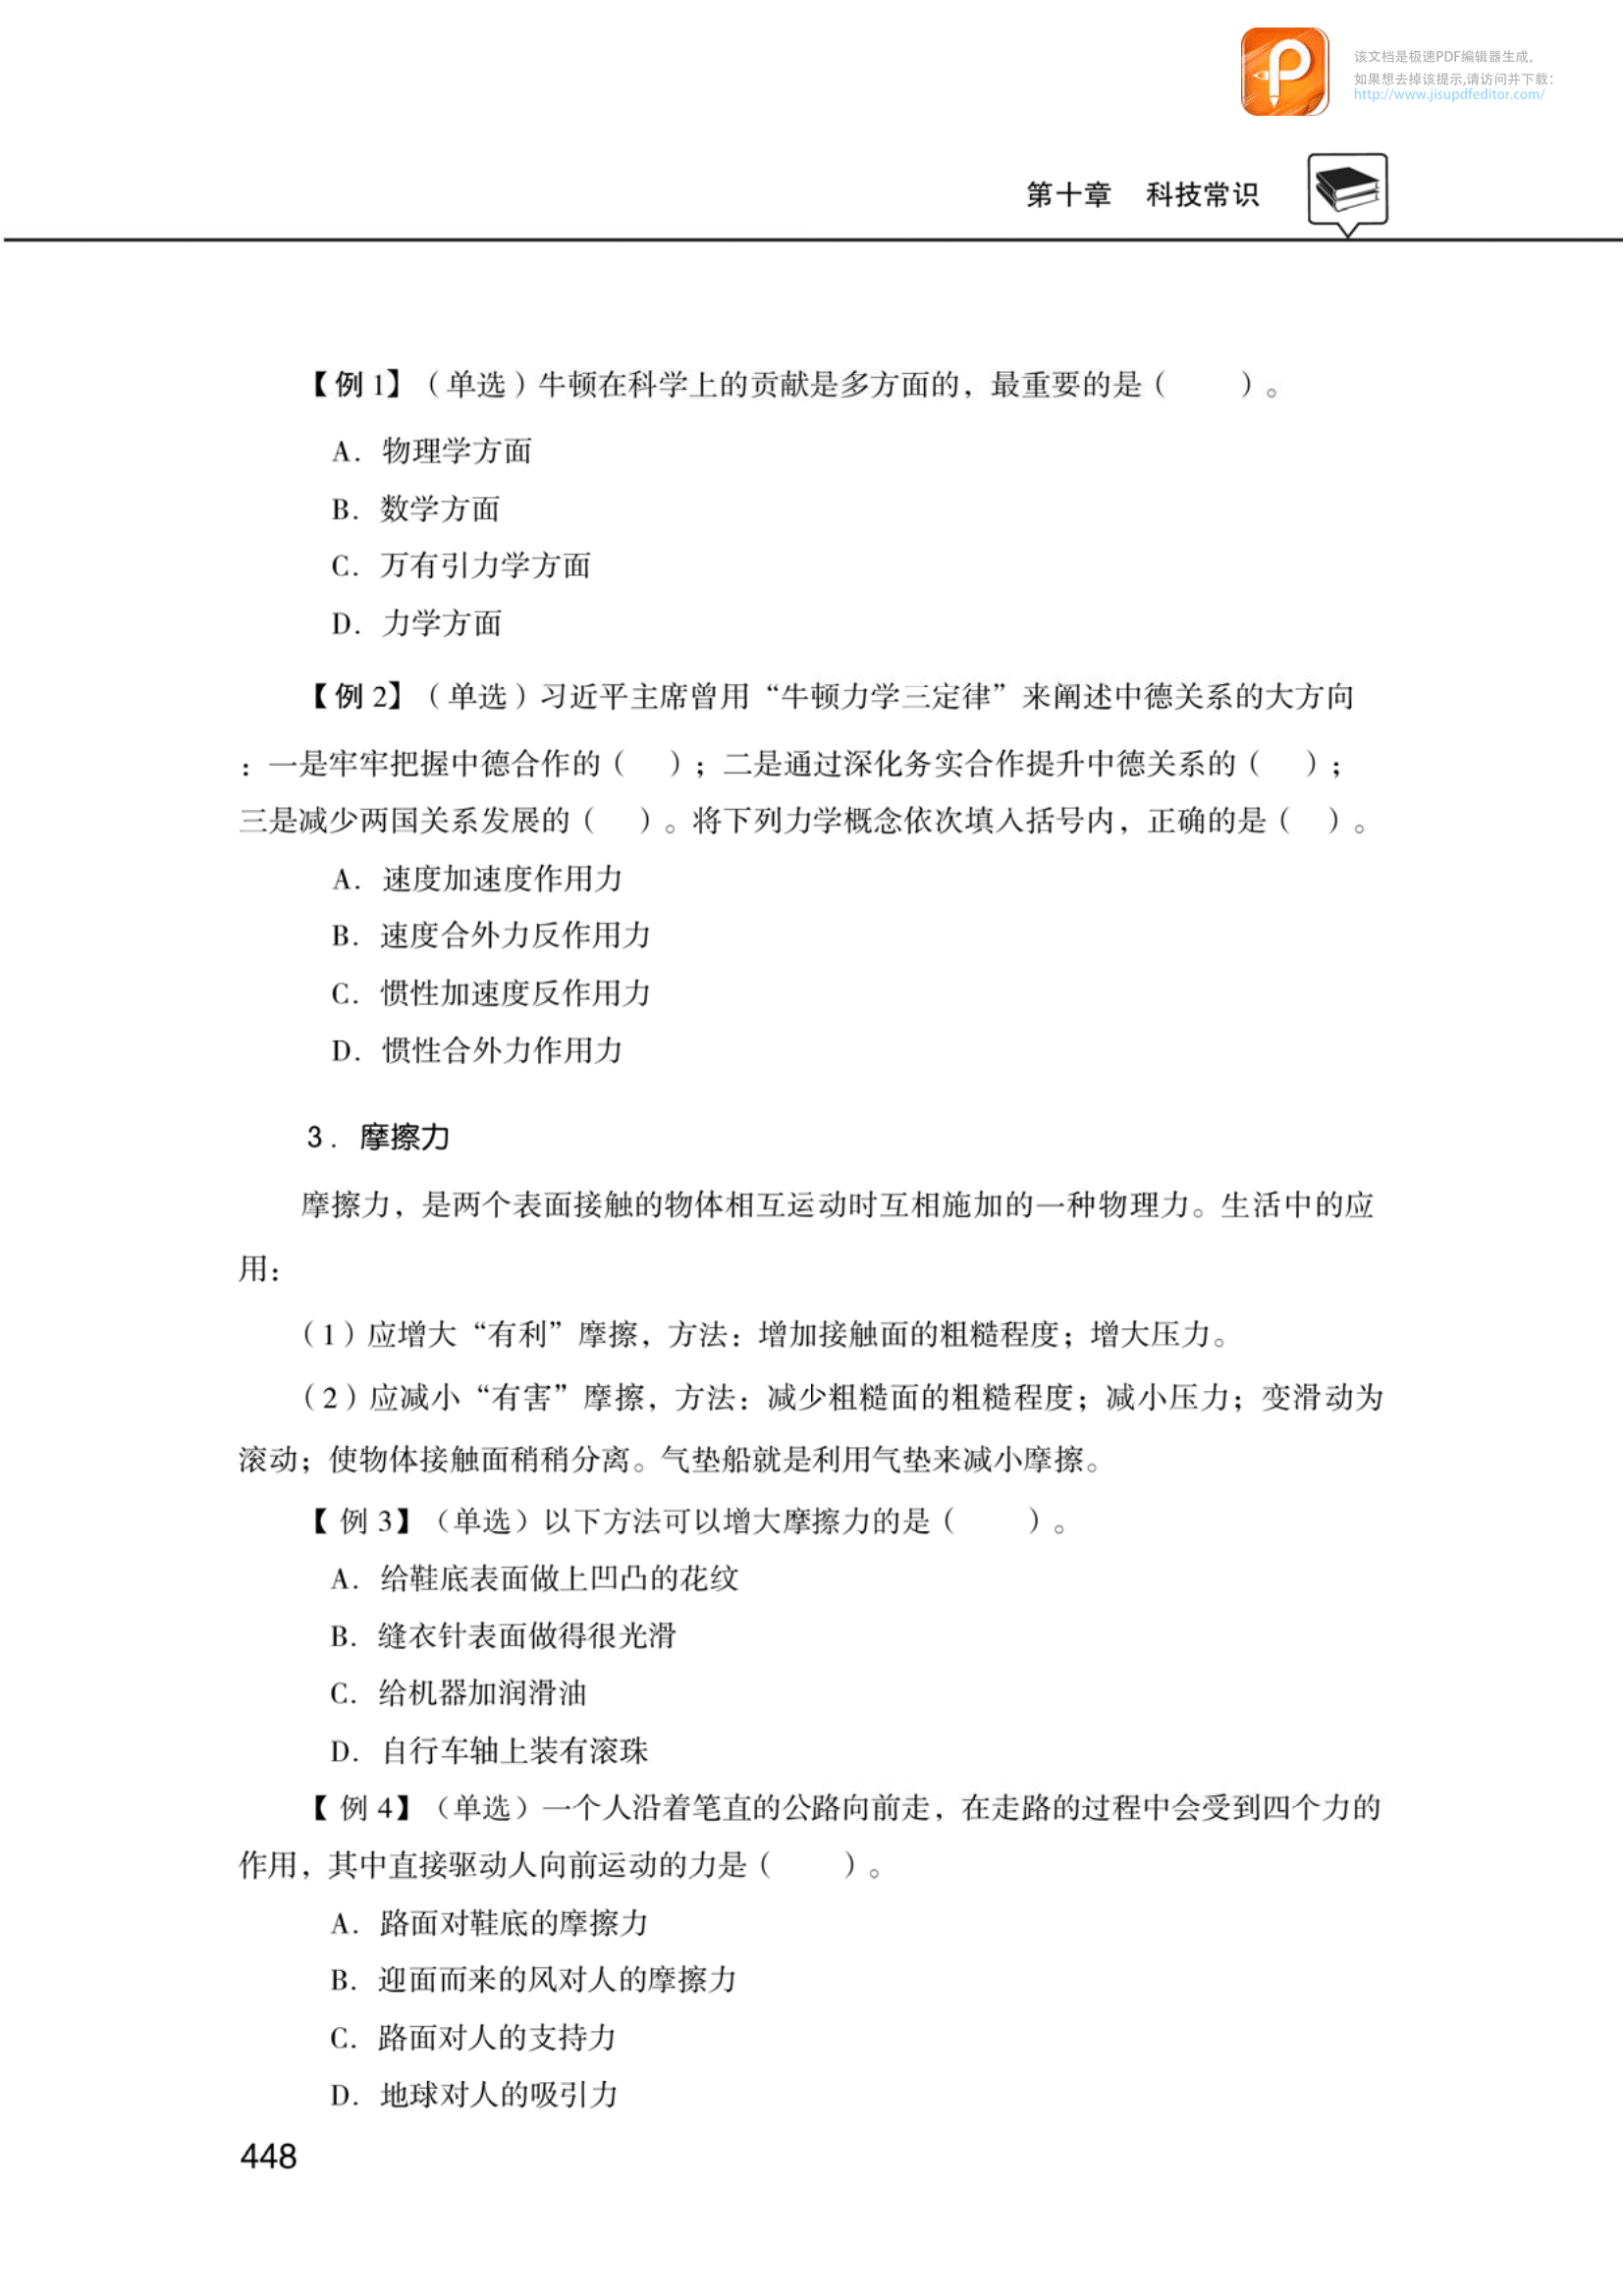 该文档是极速PDF编辑器生成,
如果想去掉该提示,请访问并下载：
http://www.jisupdfeditor.com/
第十章 科技常识
【例 1】（单选）牛顿在科学上的贡献是多方面的，最重要的是（ ）。
A. 物理学方面
B. 数学方面
C. 万有引力学方面
D. 力学方面
【例 2】（单选）习近平主席曾用“牛顿力学三定律”来阐述中德关系的大方向
：一是牢牢把握中德合作的（ ）；二是通过深化务实合作提升中德关系的（ ）；
三是减少两国关系发展的（ ）。将下列力学概念依次填入括号内，正确的是（ ）。
A. 速度加速度作用力
B. 速度合外力反作用力
C. 惯性加速度反作用力
D. 惯性合外力作用力
3. 摩擦力
摩擦力，是两个表面接触的物体相互运动时互相施加的一种物理力。生活中的应
用：
（1）应增大“有利”摩擦，方法：增加接触面的粗糙程度；增大压力。
（2）应减小“有害”摩擦，方法：减少粗糙面的粗糙程度；减小压力；变滑动为
滚动；使物体接触面稍稍分离。气垫船就是利用气垫来减小摩擦。
【 例 3】（单选）以下方法可以增大摩擦力的是（ ）。
A. 给鞋底表面做上凹凸的花纹
B. 缝衣针表面做得很光滑
C. 给机器加润滑油
D. 自行车轴上装有滚珠
【 例 4】（单选）一个人沿着笔直的公路向前走，在走路的过程中会受到四个力的
作用，其中直接驱动人向前运动的力是（ ）。
A. 路面对鞋底的摩擦力
B. 迎面而来的风对人的摩擦力
C. 路面对人的支持力
D. 地球对人的吸引力
448